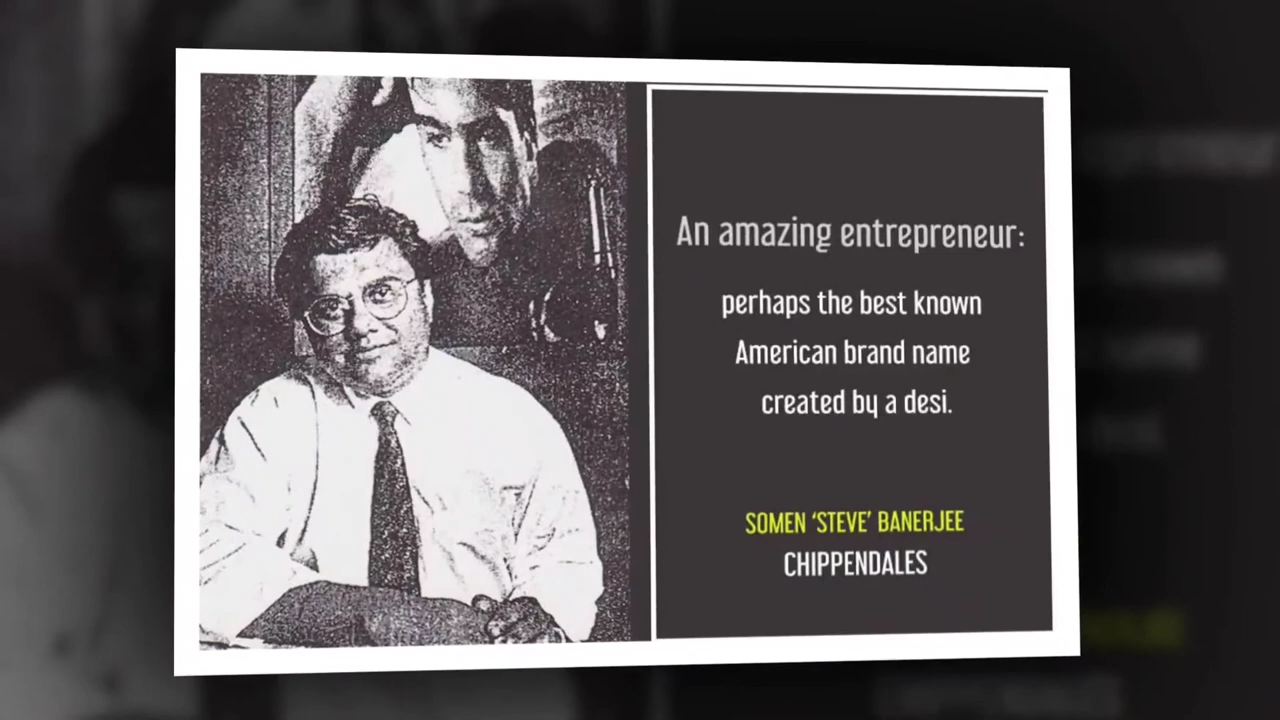 An amazing entrepreneur:
perhaps the best known
American brand name
created by a desi.
SOMEN ‘STEVE’ BANERJEE
CHIPPENDALES